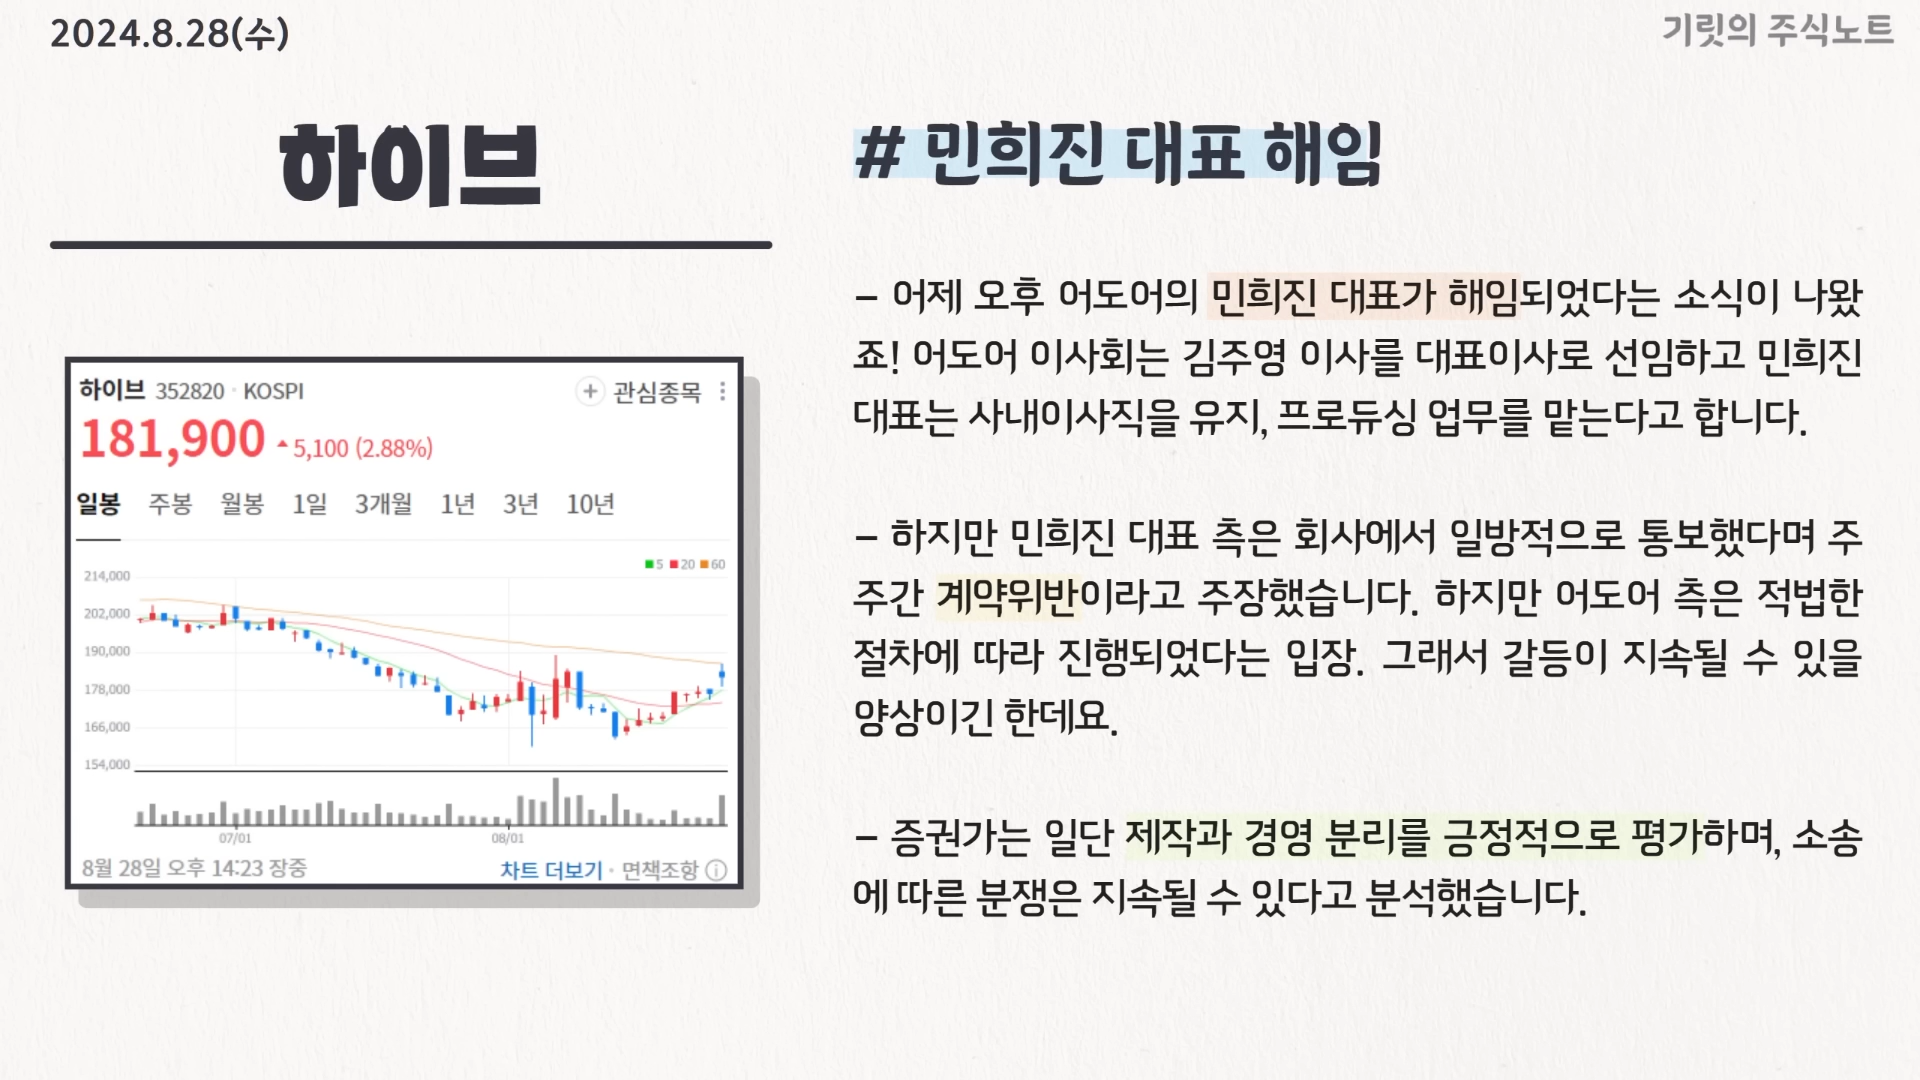 2024.8.28(수)
기릿의 주식노트
하이브
하이브 352820 · KOSPI
+ 관심종목
181,900 ▲ 5,100 (2.88%)
일봉 주봉 월봉 1일 3개월 1년 3년 10년
5 20 60
214,000
202,000
190,000
178,000
166,000
154,000
07/01 08/01
8월 28일 오후 14:23 장중
차트 더보기 · 면책조항
# 민희진 대표 해임
– 어제 오후 어도어의 민희진 대표가 해임되었다는 소식이 나왔
죠! 어도어 이사회는 김주영 이사를 대표이사로 선임하고 민희진
대표는 사내이사직을 유지, 프로듀싱 업무를 맡는다고 합니다.
– 하지만 민희진 대표 측은 회사에서 일방적으로 통보했다며 주
주간 계약위반이라고 주장했습니다. 하지만 어도어 측은 적법한
절차에 따라 진행되었다는 입장. 그래서 갈등이 지속될 수 있을
양상이긴 한데요.
– 증권가는 일단 제작과 경영 분리를 긍정적으로 평가하며, 소송
에 따른 분쟁은 지속될 수 있다고 분석했습니다.